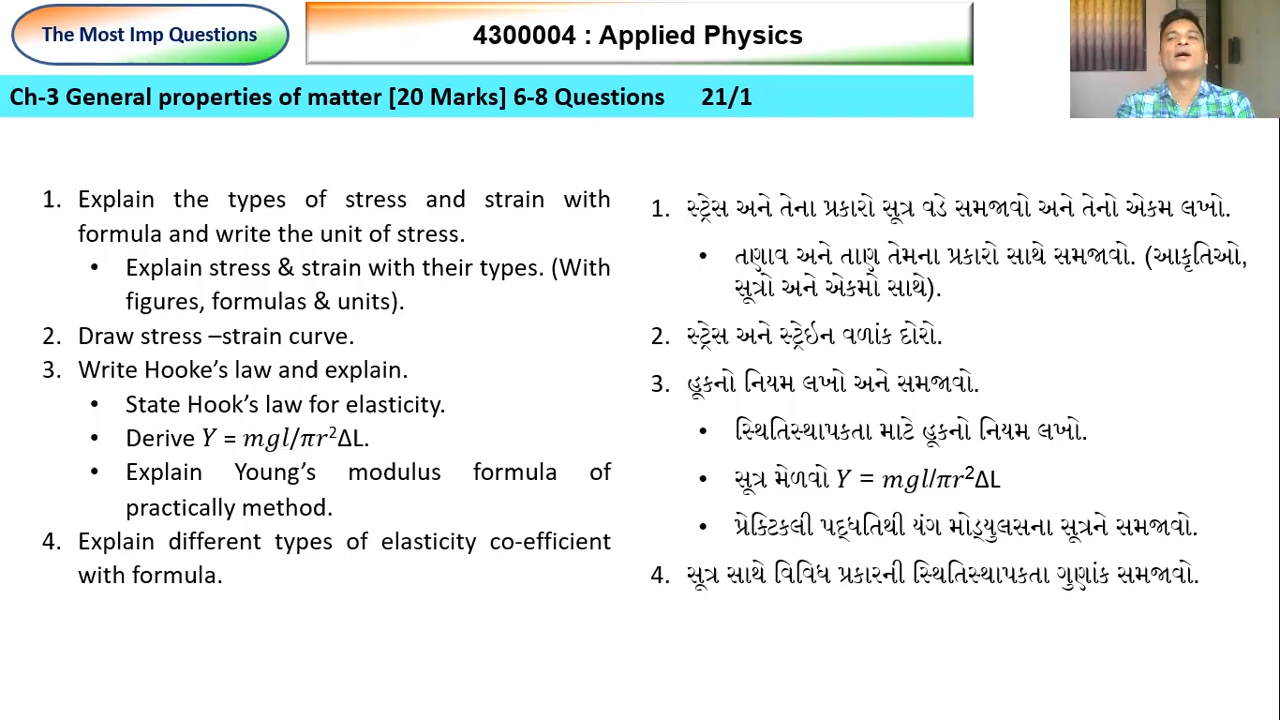 The Most Imp Questions
4300004 : Applied Physics
Ch-3 General properties of matter [20 Marks] 6-8 Questions 21/1
1. Explain the types of stress and strain with
formula and write the unit of stress.
• Explain stress & strain with their types. (With
figures, formulas & units).
2. Draw stress –strain curve.
3. Write Hooke's law and explain.
• State Hook's law for elasticity.
• Derive Y = mgl/πr²ΔL.
• Explain Young's modulus formula of
practically method.
4. Explain different types of elasticity co-efficient
with formula.
1. સ્ટ્રેસ અને તેના પ્રકારો સૂત્ર વડે સમજાવો અને તેનો એકમ લખો.
• તણાવ અને તાણ તેમના પ્રકારો સાથે સમજાવો. (આકૃતિઓ,
સૂત્રો અને એકમો સાથે).
2. સ્ટ્રેસ અને સ્ટ્રેઇન વળાંક દોરો.
3. હૂકનો નિયમ લખો અને સમજાવો.
• સ્થિતિસ્થાપકતા માટે હૂકનો નિયમ લખો.
• સૂત્ર મેળવો Y = mgl/πr²ΔL
• પ્રેક્ટિકલી પદ્ધતિથી યંગ મોડ્યુલસના સૂત્રને સમજાવો.
4. સૂત્ર સાથે વિવિધ પ્રકારની સ્થિતિસ્થાપકતા ગુણાંક સમજાવો.